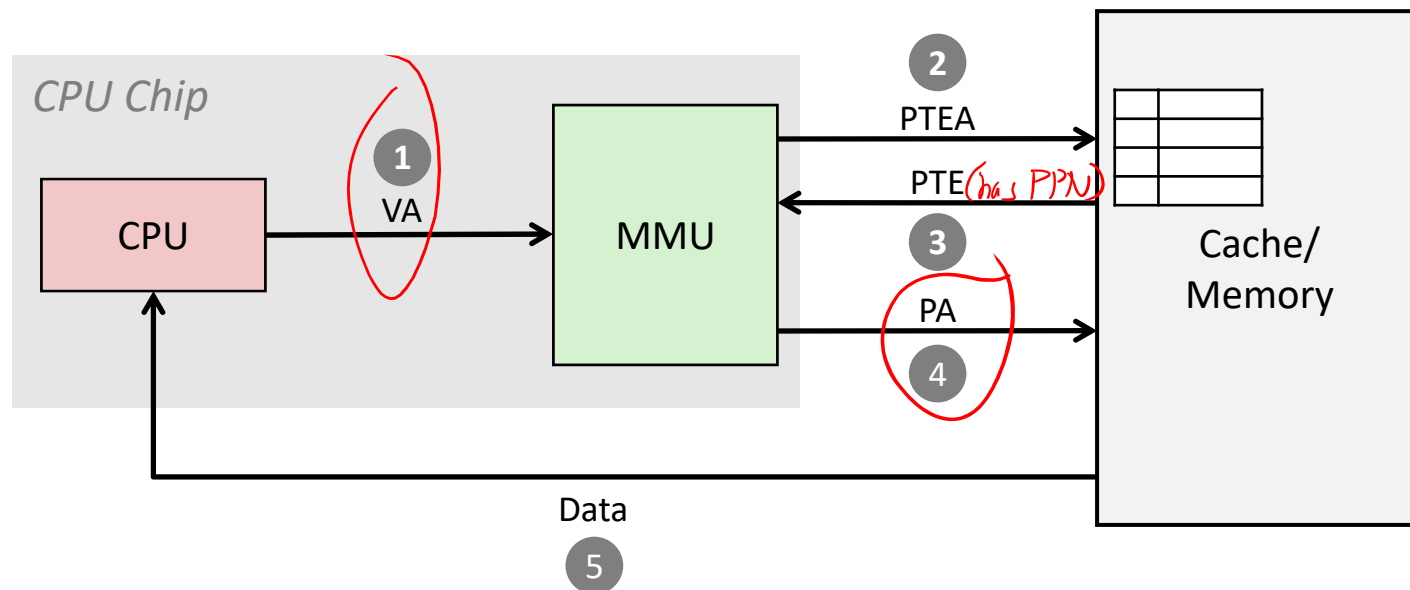 CPU Chip
2
PTEA
1
VA
PTE (has PPN)
CPU
MMU
3
Cache/
Memory
PA
4
Data
5